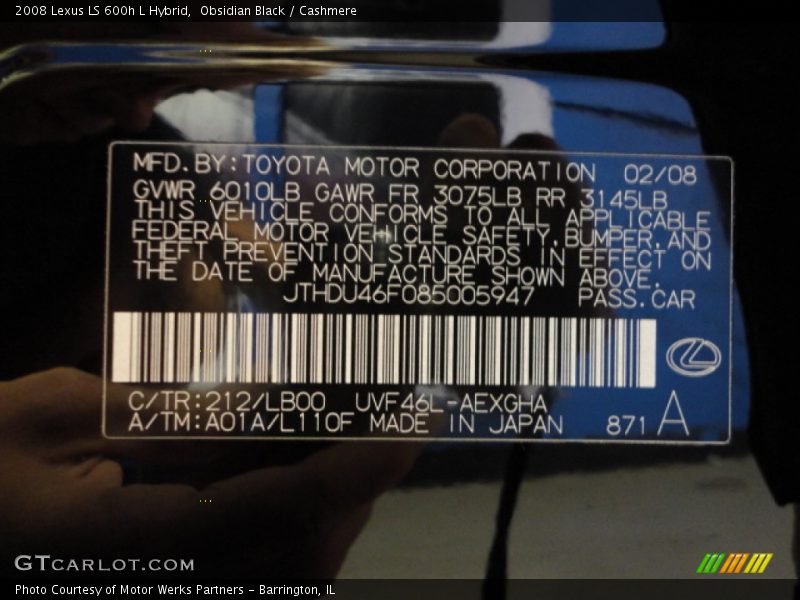 2008 Lexus LS 600h L Hybrid,  Obsidian Black / Cashmere
MFD. BY: TOYOTA MOTOR CORPORATION 02/08
GVWR 6010LB GAWR FR 3075LB RR 3145LB
THIS VEHICLE CONFORMS TO ALL APPLICABLE
FEDERAL MOTOR VEHICLE SAFETY, BUMPER, AND
THEFT PREVENTION STANDARDS IN EFFECT ON
THE DATE OF MANUFACTURE SHOWN ABOVE.
JTHDU46F085005947 PASS. CAR
C/TR: 212/LB00 UVF46L-AEXGHA
A/TM: A01A/L110F MADE IN JAPAN 871 A
GTCARLOT.COM
Photo Courtesy of Motor Werks Partners - Barrington, IL